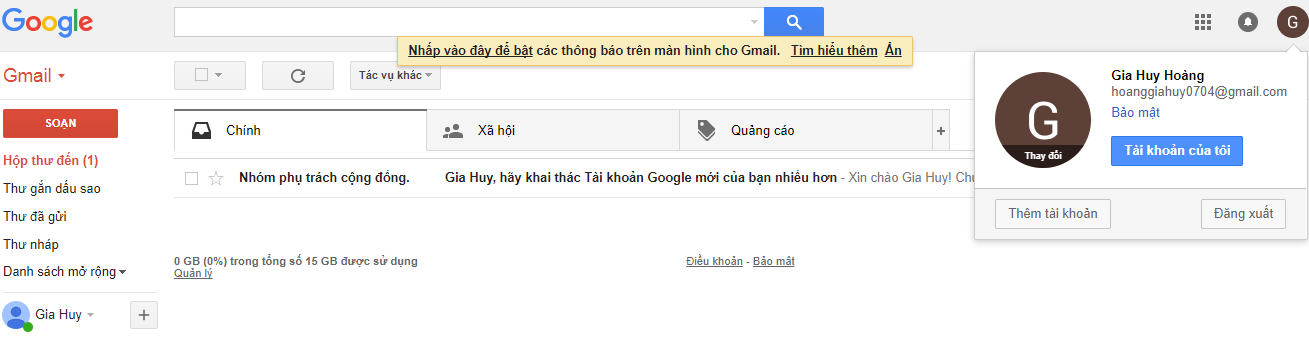 Google
Nhấp vào đây để bật các thông báo trên màn hình cho Gmail. Tìm hiểu thêm Ẩn
G
Gmail
Tác vụ khác
Gia Huy Hoàng
hoanggiahuy0704@gmail.com
Bảo mật
G
Thay đổi
Tài khoản của tôi
SOẠN
Chính
Xã hội
Quảng cáo
+
Hộp thư đến (1)
Nhóm phụ trách cộng đồng. Gia Huy, hãy khai thác Tài khoản Google mới của bạn nhiều hơn - Xin chào Gia Huy!
Thư gắn dấu sao
Thư đã gửi
Thêm tài khoản
Đăng xuất
Thư nháp
Danh sách mở rộng
0 GB (0%) trong tổng số 15 GB được sử dụng
Quản lý
Điều khoản - Bảo mật
Gia Huy
+